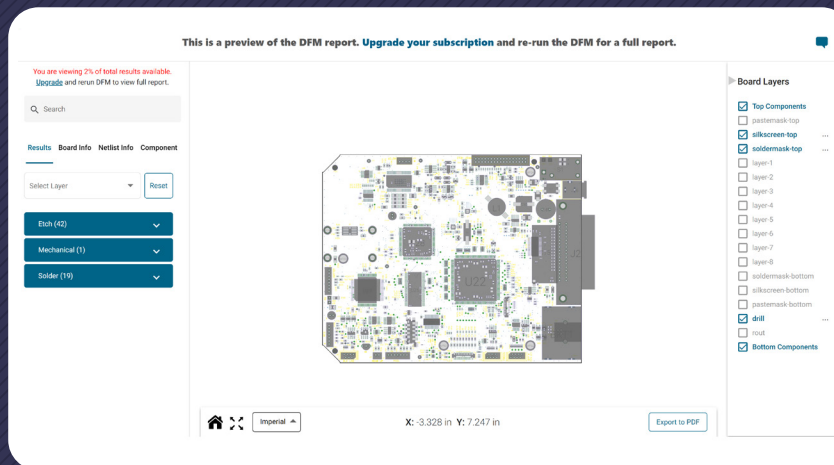 This is a preview of the DFM report. Upgrade your subscription and re-run the DFM for a full report.
You are viewing 2% of total results available.
Upgrade and rerun DFM to view full report.
Search
Results Board Info Netlist Info Component
Select Layer
Reset
Etch (42)
Mechanical (1)
Solder (19)
J2
U22
Imperial
X: -3.328 in Y: 7.247 in
Export to PDF
Board Layers
Top Components
pastemask-top
silkscreen-top ...
soldermask-top ...
layer-1
layer-2
layer-3
layer-4
layer-5
layer-6
layer-7
layer-8
soldermask-bottom
silkscreen-bottom
pastemask-bottom
drill ...
rout
Bottom Components